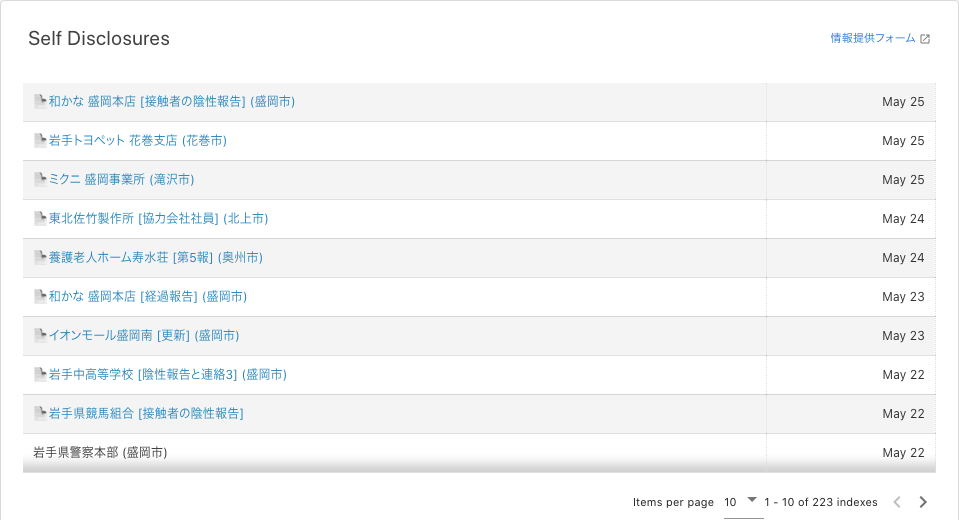 Self Disclosures
情報提供フォーム
和かな 盛岡本店 [接触者の陰性報告] (盛岡市) May 25
岩手トヨペット 花巻支店 (花巻市) May 25
ミクニ 盛岡事業所 (滝沢市) May 25
東北佐竹製作所 [協力会社社員] (北上市) May 24
養護老人ホーム寿水荘 [第5報] (奥州市) May 24
和かな 盛岡本店 [経過報告] (盛岡市) May 23
イオンモール盛岡南 [更新] (盛岡市) May 23
岩手中高等学校 [陰性報告と連絡3] (盛岡市) May 22
岩手県競馬組合 [接触者の陰性報告] May 22
岩手県警察本部 (盛岡市) May 22
Items per page 10 1 - 10 of 223 indexes